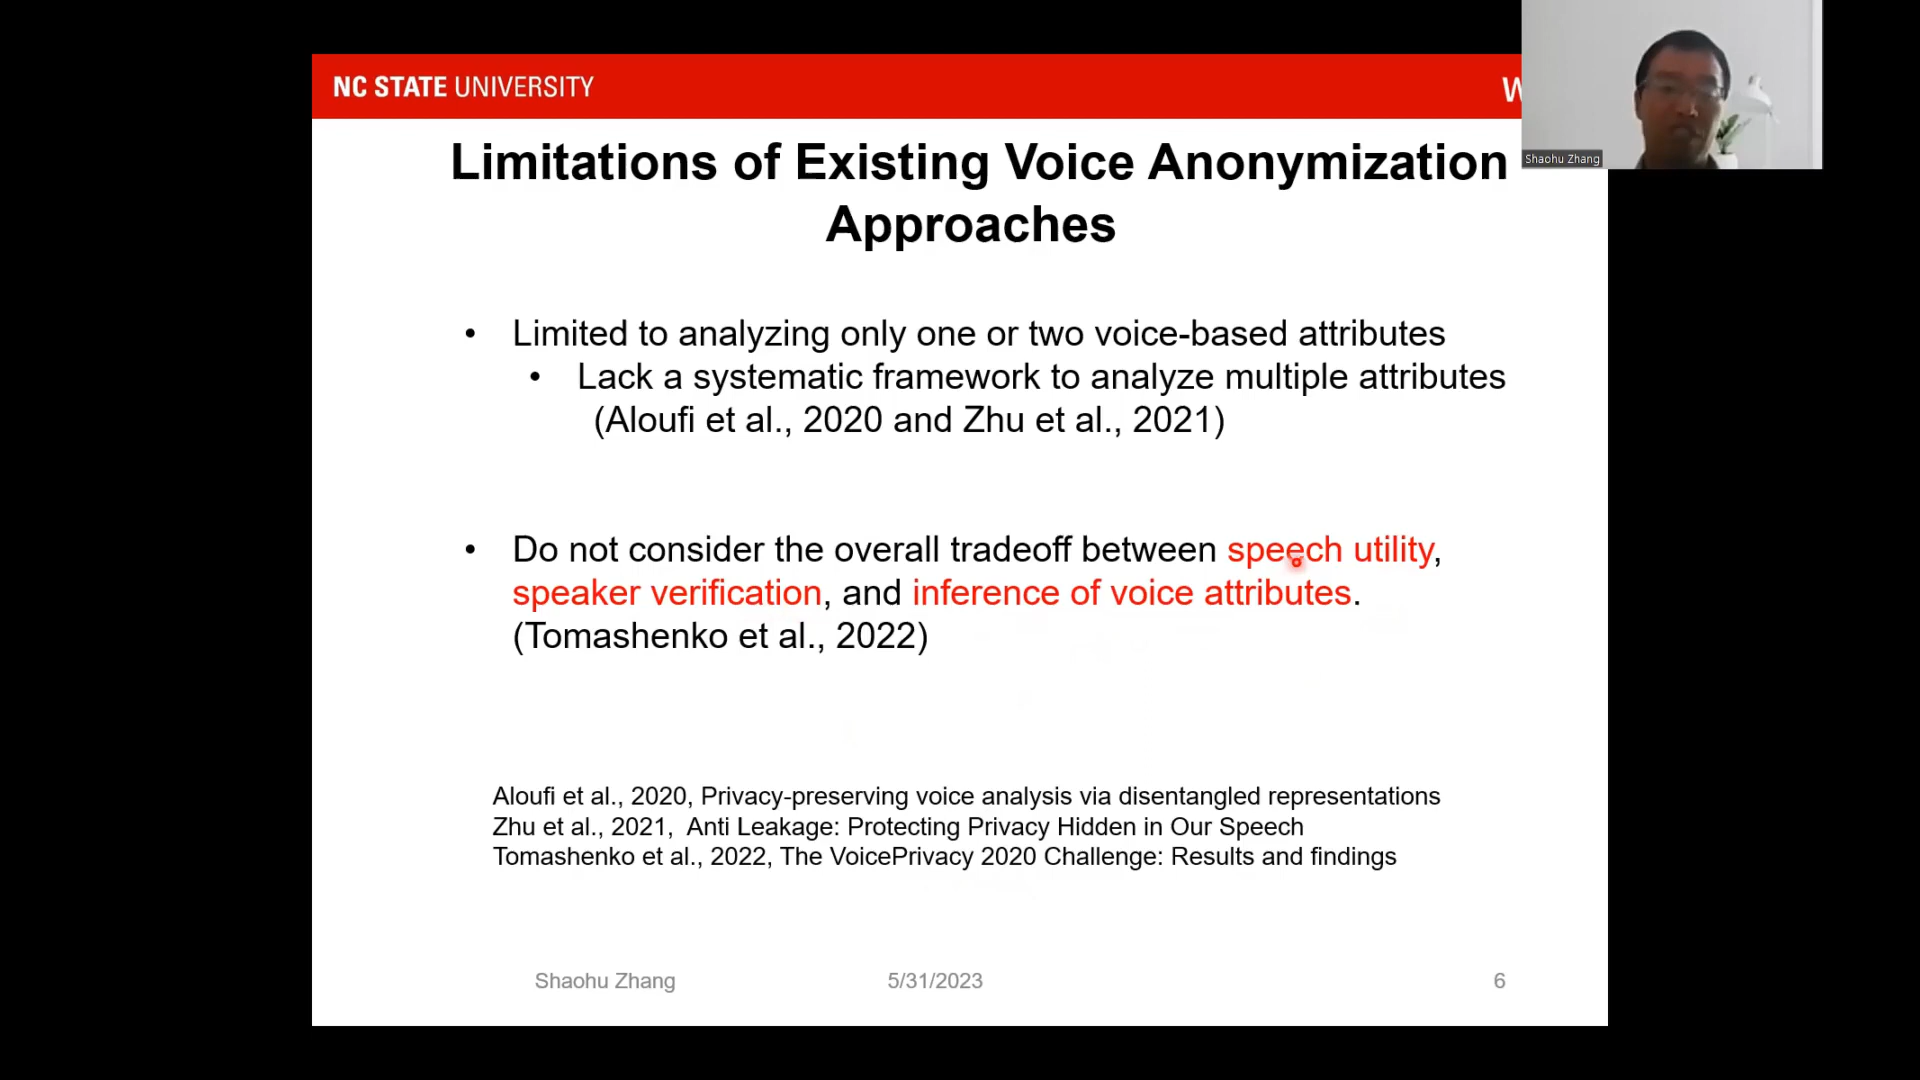 NC STATE UNIVERSITY
Shaohu Zhang
Limitations of Existing Voice Anonymization
Approaches
• Limited to analyzing only one or two voice-based attributes
• Lack a systematic framework to analyze multiple attributes
(Aloufi et al., 2020 and Zhu et al., 2021)
• Do not consider the overall tradeoff between speech utility,
speaker verification, and inference of voice attributes.
(Tomashenko et al., 2022)
Aloufi et al., 2020, Privacy-preserving voice analysis via disentangled representations
Zhu et al., 2021, Anti Leakage: Protecting Privacy Hidden in Our Speech
Tomashenko et al., 2022, The VoicePrivacy 2020 Challenge: Results and findings
Shaohu Zhang 5/31/2023 6